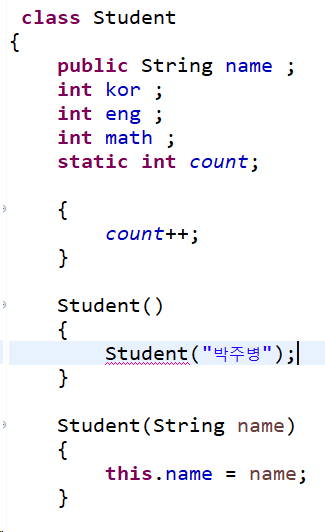 class Student
{
public String name ;
int kor ;
int eng ;
int math ;
static int count;
{
count++;
}
Student()
{
Student("박주병");
}
Student(String name)
{
this.name = name;
}